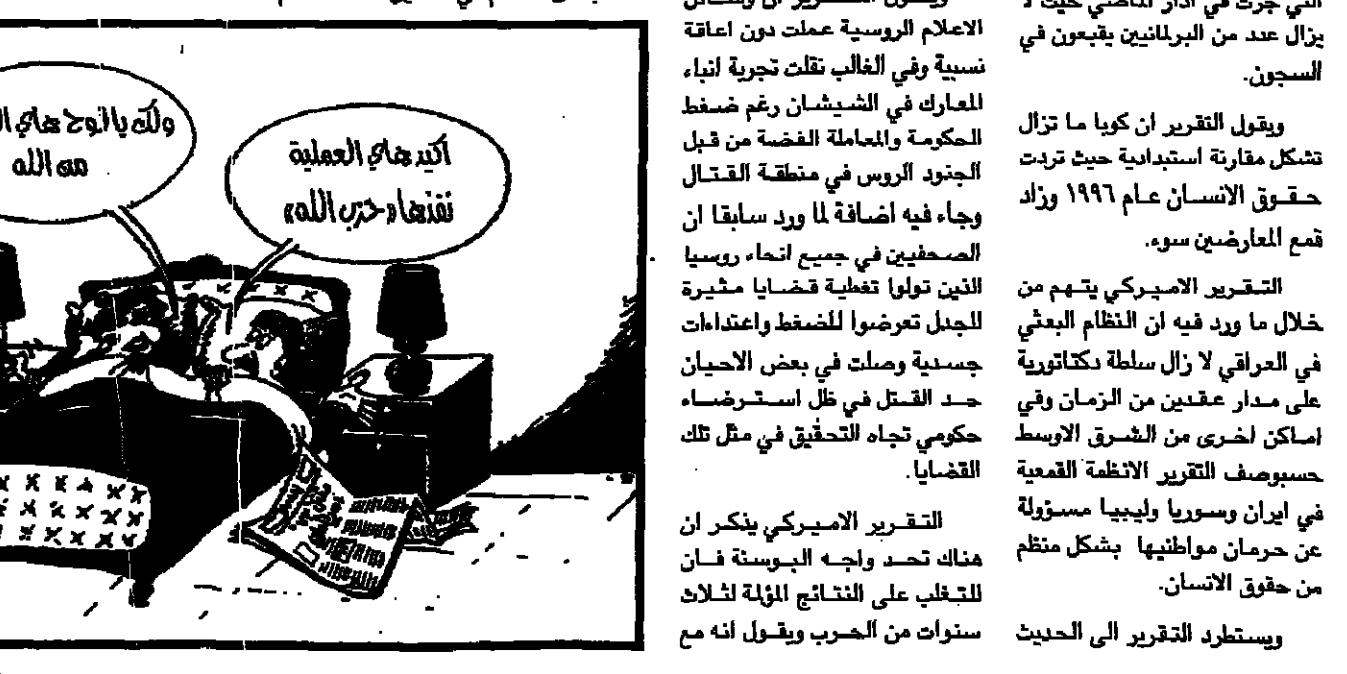 التي جرت في اذار الماضي حيث لا
يزال عدد من البرلمانيين يقبعون في
السجون.
ويقول التقرير ان كوبا ما تزال
تشكل مقارنة استبدادية حيث تردت
حقوق الانسان عام ١٩٩٦ وزاد
قمع المعارضين سوء.
التقرير الاميركي يتهم من
خلال ما ورد فيه ان النظام البعثي
في العراقي لا زال سلطة دكتاتورية
على مدار عقدين من الزمان وفي
اماكن اخرى من الشرق الاوسط
حسبوصف التقرير الانظمة القمعية
في ايران وسوريا وليبيا مسؤولة
عن حرمان مواطنيها بشكل منظم
من حقوق الانسان.
ويستطرد التقرير الى الحديث
ويقول التقرير ان وسائل
الاعلام الروسية عملت دون اعاقة
نسبية وفي الغالب نقلت تجربة انباء
المعارك في الشيشان رغم ضغط
الحكومة والمعاملة الفضة من قبل
الجنود الروس في منطقة القتال
وجاء فيه اضافة لما ورد سابقا ان
الصحفيين في جميع انحاء روسيا
الذين تولوا تغطية قضايا مثيرة
للجدل تعرضوا للضغط واعتداءات
جسدية وصلت في بعض الاحيان
حد القتل في ظل استرضاء
حكومي تجاه التحقيق في مثل تلك
القضايا.
التقرير الاميركي يذكر ان
هناك تحد واجه البوسنة فان
للتغلب على النتائج المؤلمة لثلاث
سنوات من الحرب ويقول انه مع
اكيد هاي العملية
نفذها «حزب الله»
ولك يا لوح هاي
من الله